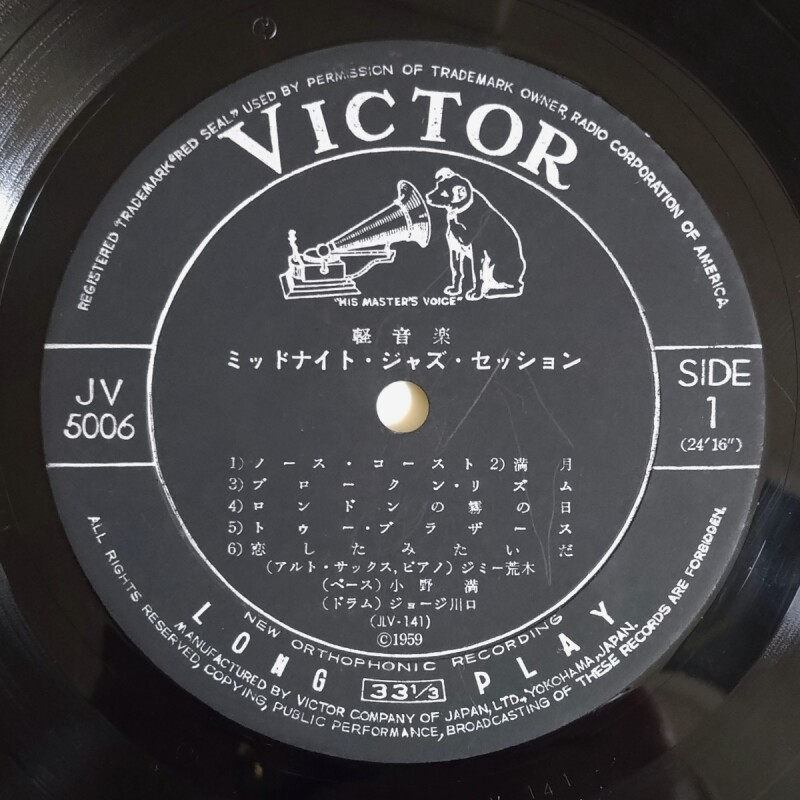 REGISTERED TRADEMARK "RED SEAL" USED BY PERMISSION OF TRADEMARK OWNER, RADIO CORPORATION OF AMERICA
VICTOR
"HIS MASTER'S VOICE"
軽音楽
ミッドナイト・ジャズ・セッション
JV
5006
SIDE
1
(24′16″)
1) ノース・コースト 2) 満月
3) ブロークン・リズム
4) ロンドンの霧の日
5) トゥー・ブラザース
6) 恋したみたいだ
(アルト・サックス, ピアノ) ジミー荒木
(ベース) 小野満
(ドラム) ジョージ川口
(JLV-141)
©1959
NEW ORTHOPHONIC RECORDING
LONG 33 1/3 PLAY
MANUFACTURED BY VICTOR COMPANY OF JAPAN, LTD., YOKOHAMA, JAPAN.
ALL RIGHTS RESERVED, COPYING, PUBLIC PERFORMANCE, BROADCASTING OF THESE RECORDS ARE FORBIDDEN.